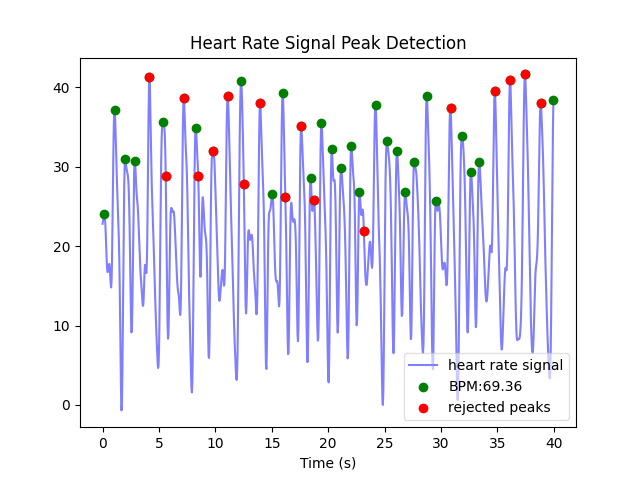 Heart Rate Signal Peak Detection
40
30
20
10
0
heart rate signal
BPM:69.36
rejected peaks
0 5 10 15 20 25 30 35 40
Time (s)